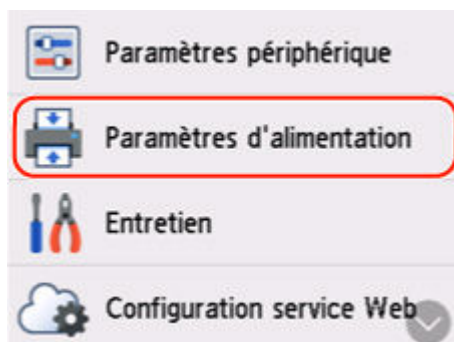 Paramètres périphérique
Paramètres d'alimentation
Entretien
Configuration service Web